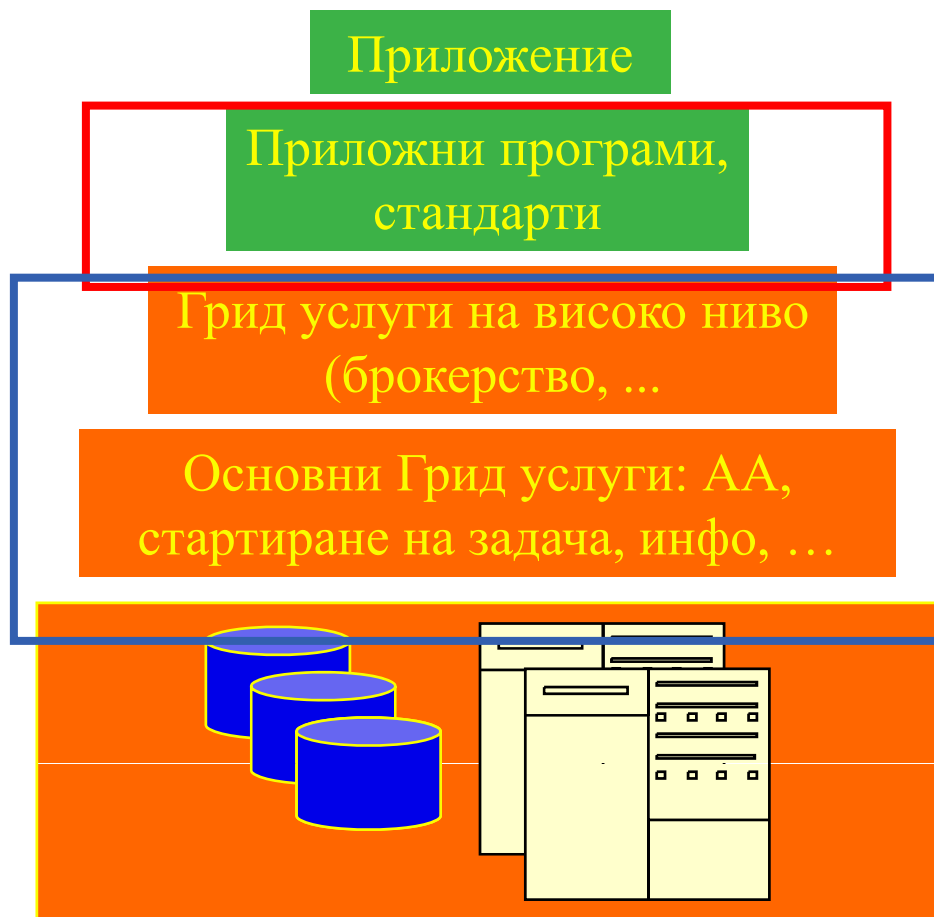 Приложение
Приложни програми,
стандарти
Грид услуги на високо ниво
(брокерство, ...
Основни Грид услуги: АА,
стартиране на задача, инфо, …